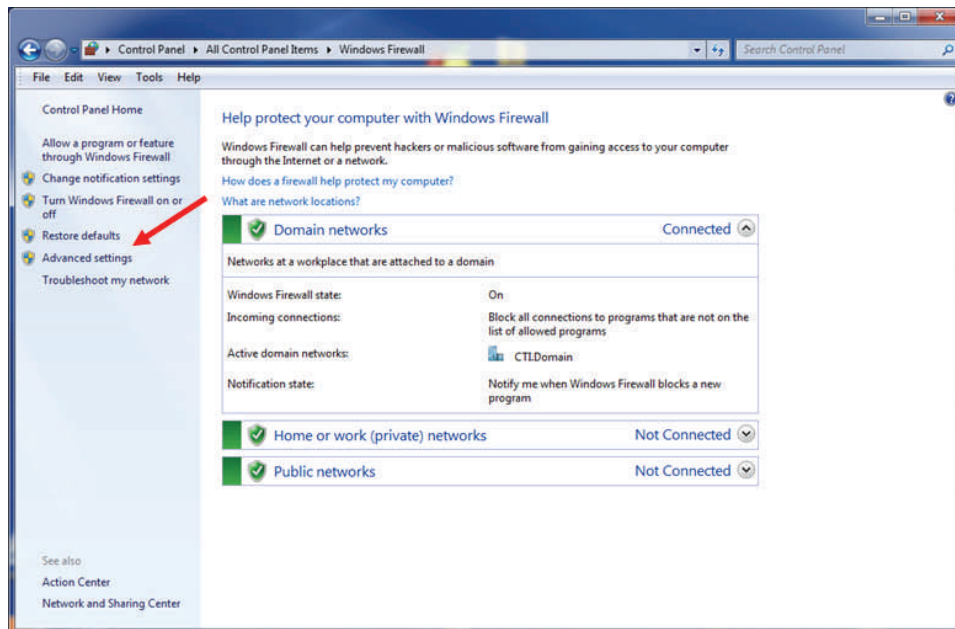 Control Panel ▸ All Control Panel Items ▸ Windows Firewall
Search Control Panel
File Edit View Tools Help
Control Panel Home
Allow a program or feature
through Windows Firewall
Change notification settings
Turn Windows Firewall on or
off
Restore defaults
Advanced settings
Troubleshoot my network
See also
Action Center
Network and Sharing Center
Help protect your computer with Windows Firewall
Windows Firewall can help prevent hackers or malicious software from gaining access to your computer
through the Internet or a network.
How does a firewall help protect my computer?
What are network locations?
Domain networks Connected
Networks at a workplace that are attached to a domain
Windows Firewall state: On
Incoming connections: Block all connections to programs that are not on the
list of allowed programs
Active domain networks: CTI.Domain
Notification state: Notify me when Windows Firewall blocks a new
program
Home or work (private) networks Not Connected
Public networks Not Connected